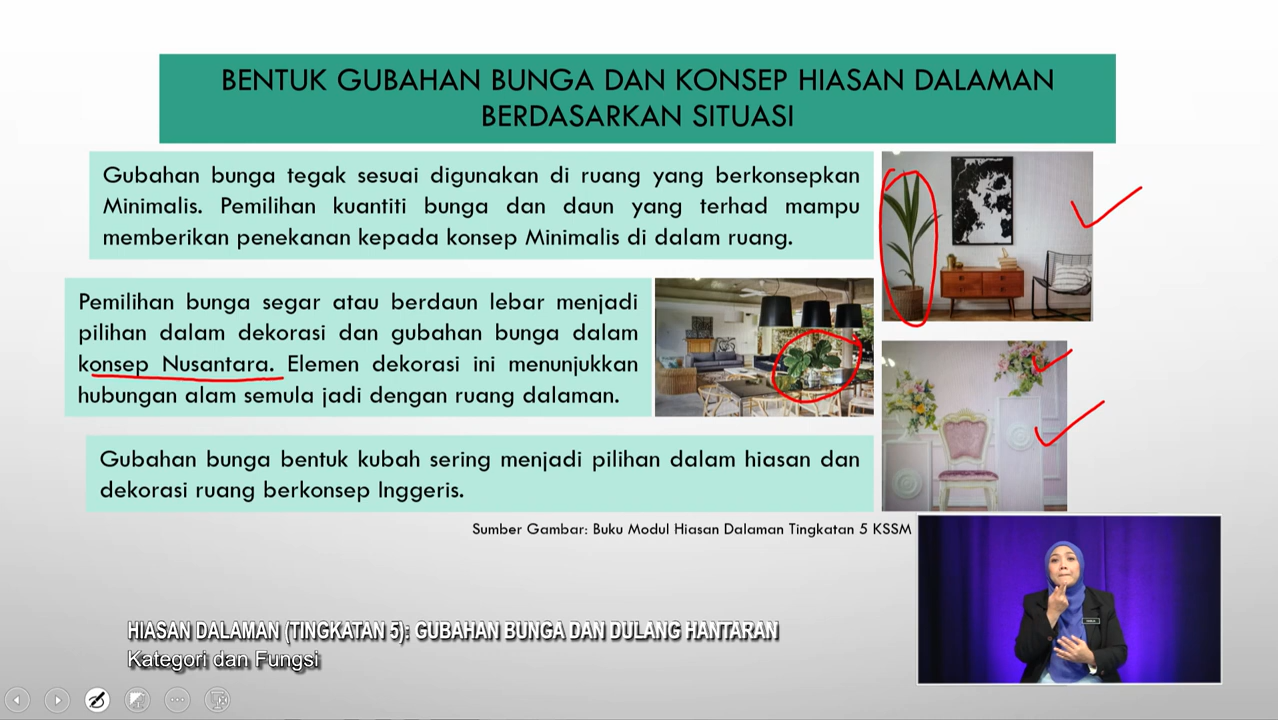 BENTUK GUBAHAN BUNGA DAN KONSEP HIASAN DALAMAN
BERDASARKAN SITUASI
Gubahan bunga tegak sesuai digunakan di ruang yang berkonsepkan
Minimalis. Pemilihan kuantiti bunga dan daun yang terhad mampu
memberikan penekanan kepada konsep Minimalis di dalam ruang.
Pemilihan bunga segar atau berdaun lebar menjadi
pilihan dalam dekorasi dan gubahan bunga dalam
konsep Nusantara. Elemen dekorasi ini menunjukkan
hubungan alam semula jadi dengan ruang dalaman.
Gubahan bunga bentuk kubah sering menjadi pilihan dalam hiasan dan
dekorasi ruang berkonsep Inggeris.
Sumber Gambar: Buku Modul Hiasan Dalaman Tingkatan 5 KSSM
HIASAN DALAMAN (TINGKATAN 5): GUBAHAN BUNGA DAN DULANG HANTARAN
Kategori dan Fungsi